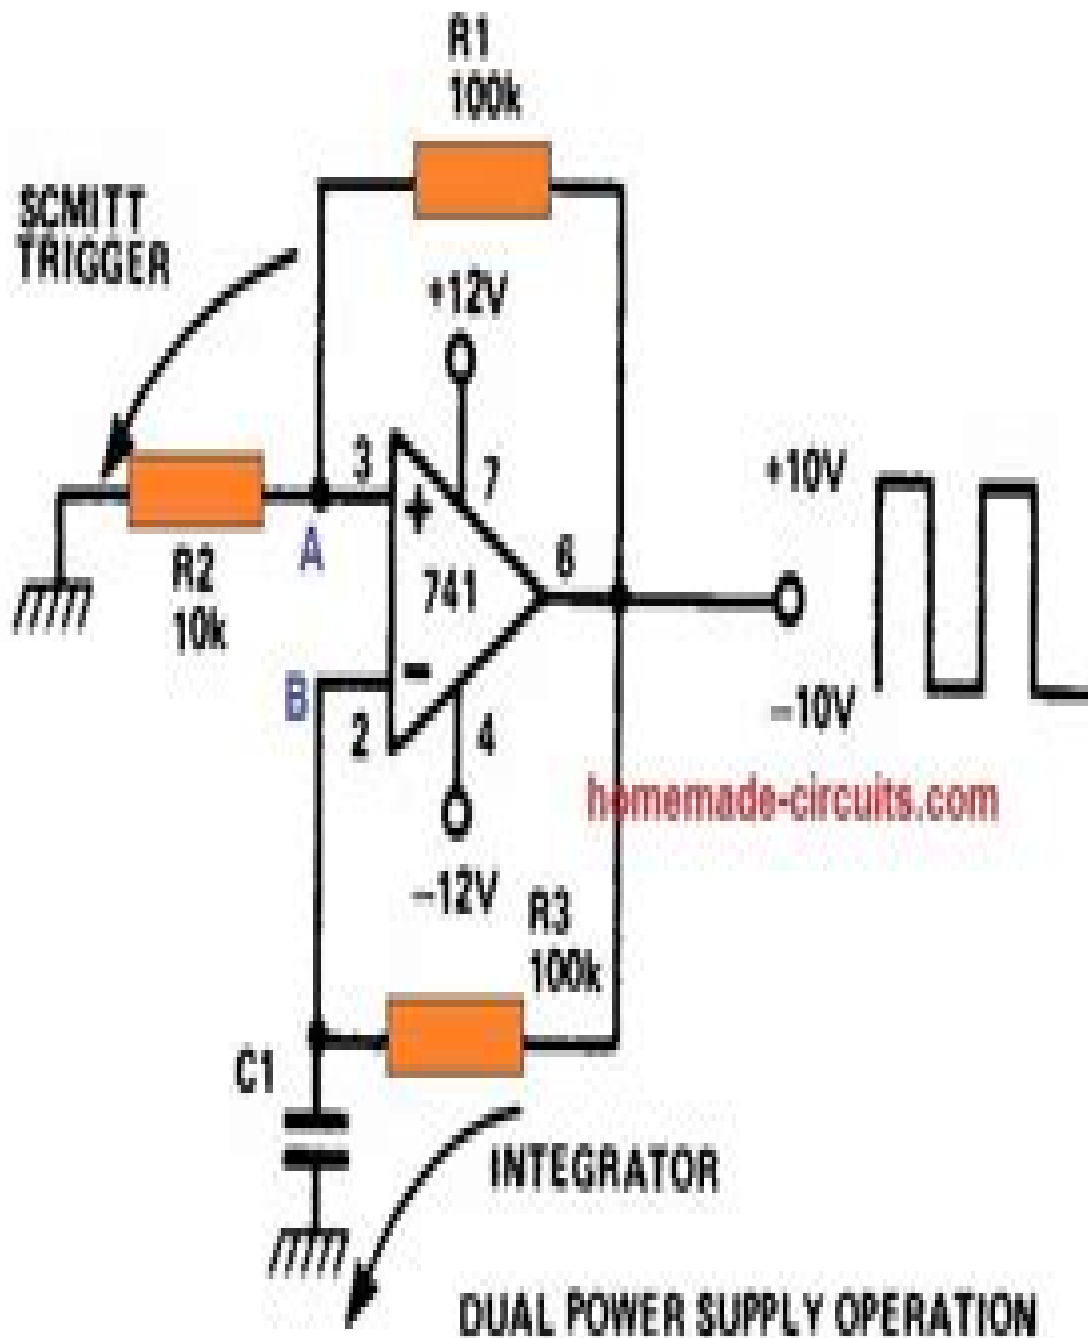 R1
100k
SCMITT
TRIGGER
+12V
3
7
+
A
R2
10k
741
6
+10V
-10V
B
-
2
4
homemade-circuits.com
-12V
R3
100k
C1
INTEGRATOR
DUAL POWER SUPPLY OPERATION